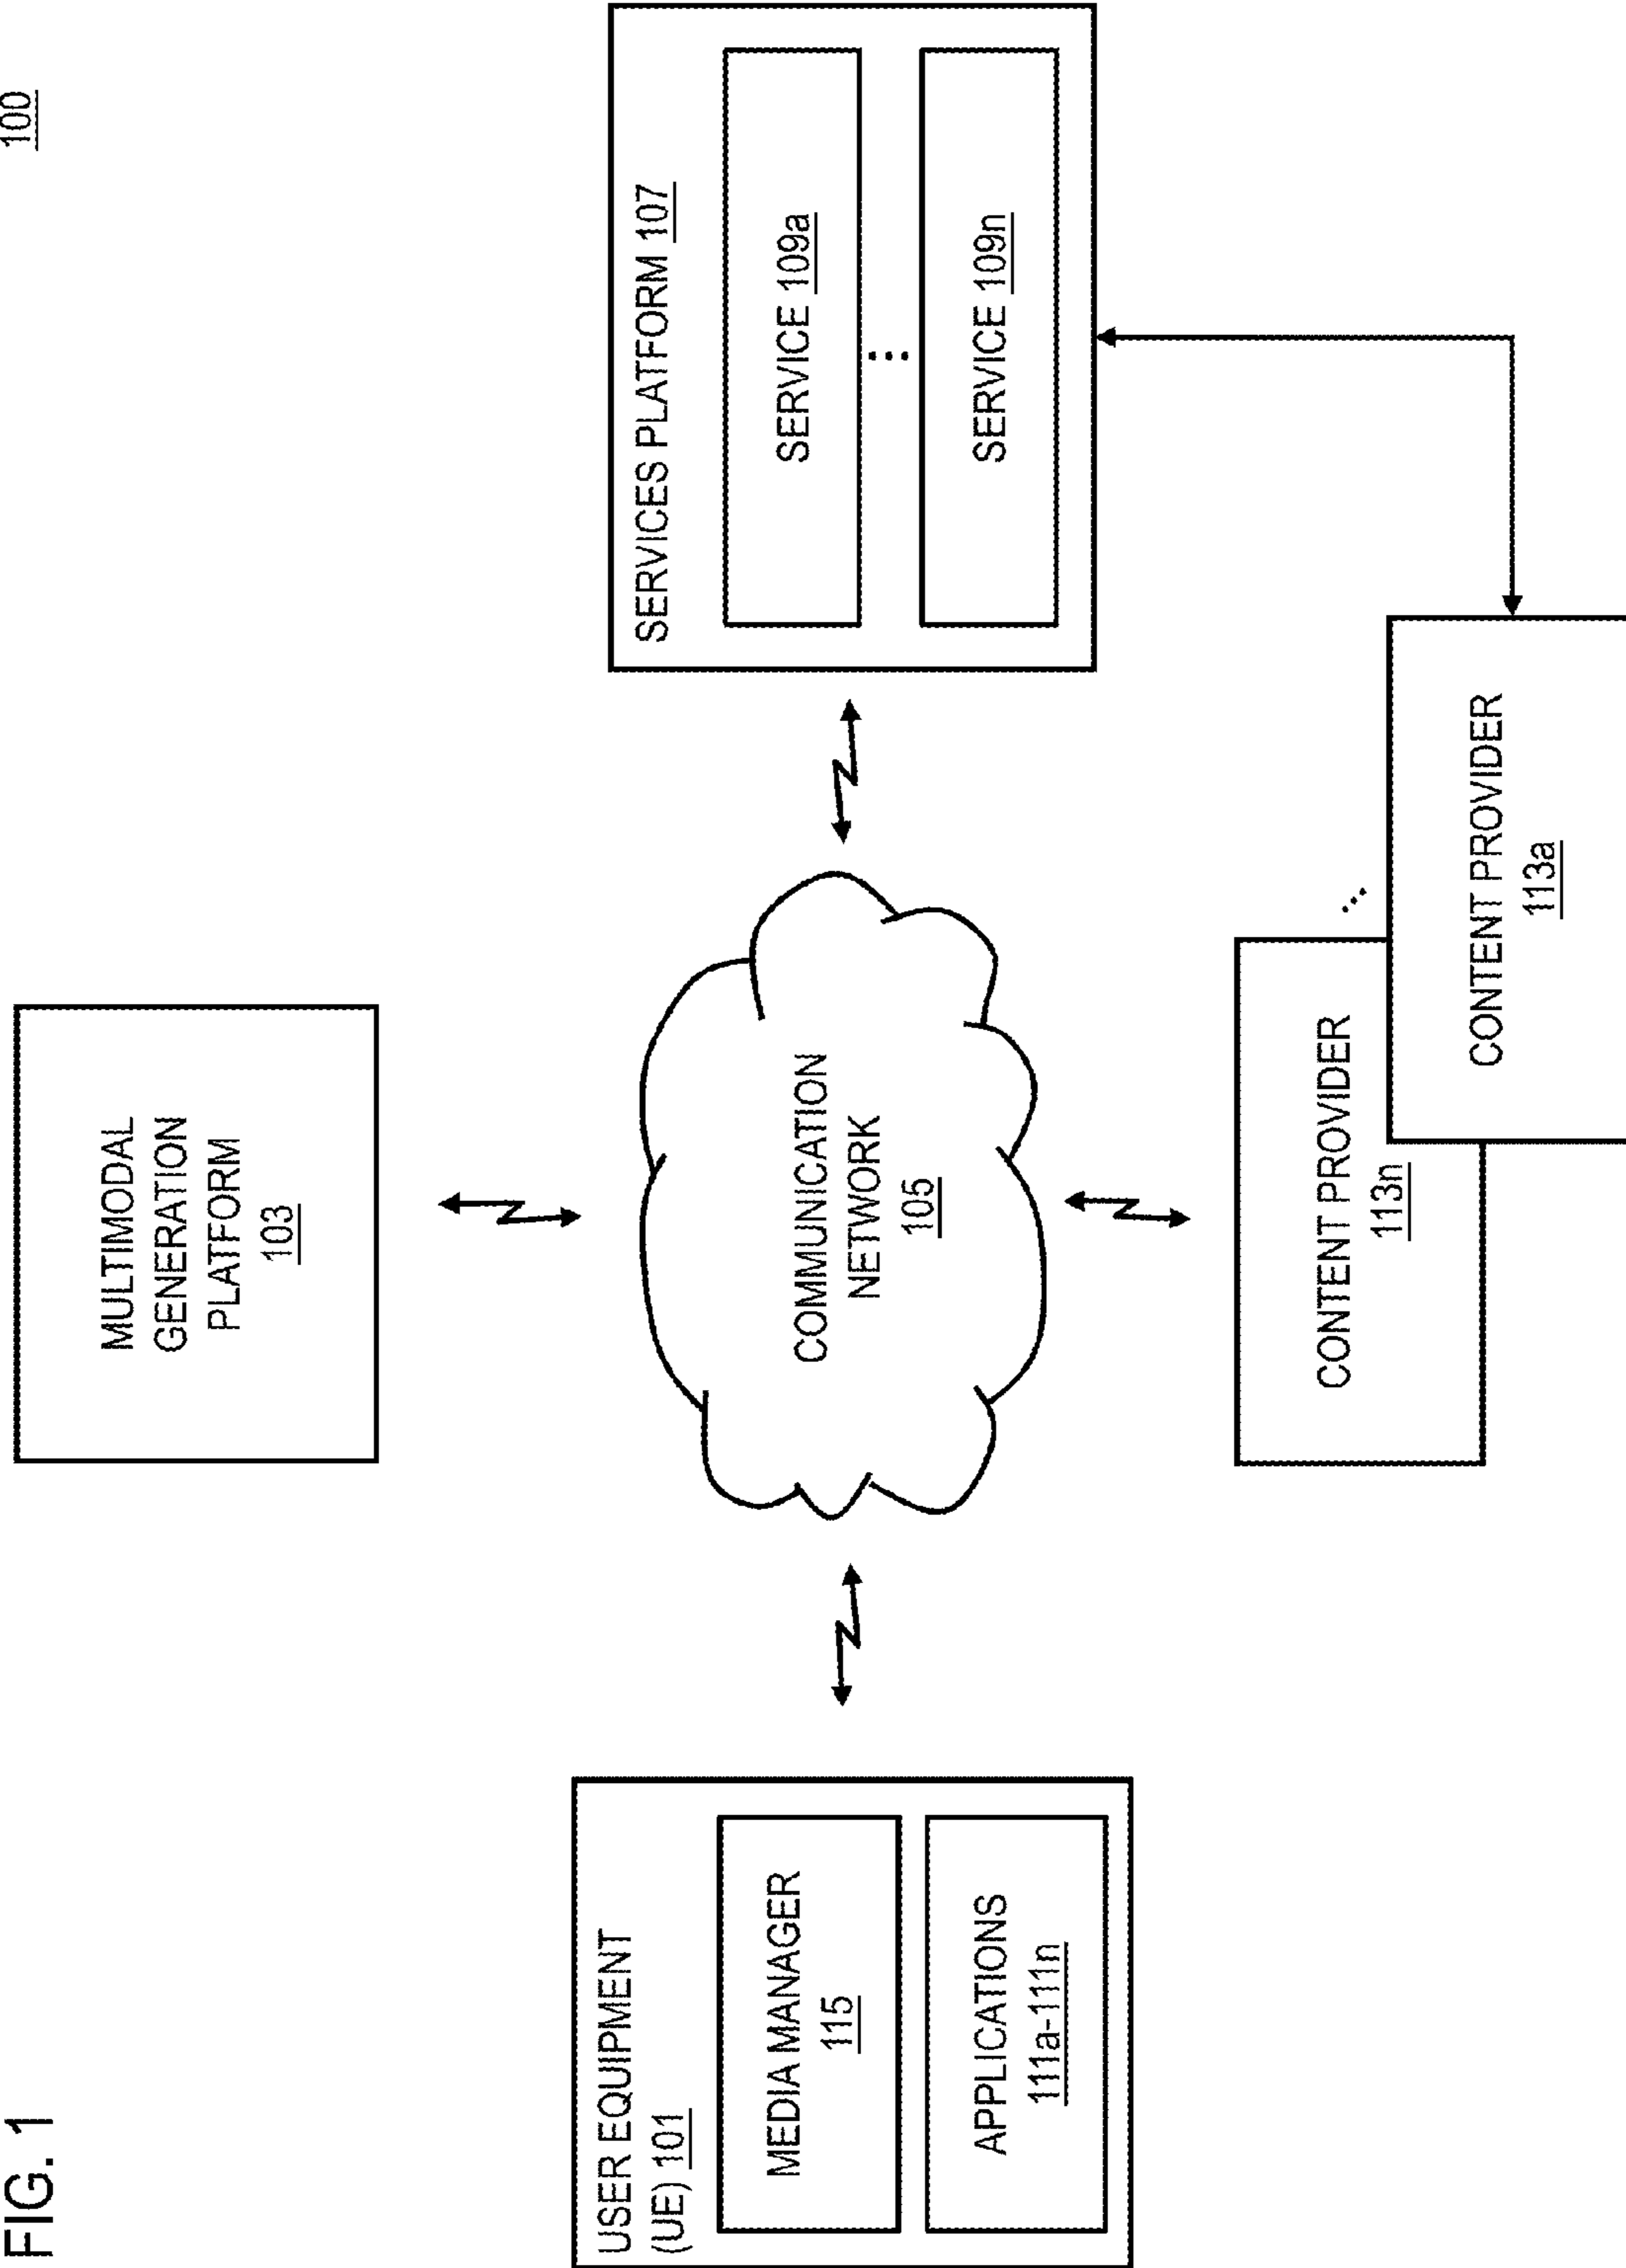 FIG. 1
100
MULTIMODAL
GENERATION
PLATFORM
103
USER EQUIPMENT
(UE) 101
MEDIA MANAGER
115
APPLICATIONS
111a-111n
COMMUNICATION
NETWORK
105
SERVICES PLATFORM 107
SERVICE 109a
...
SERVICE 109n
CONTENT PROVIDER
113n
...
CONTENT PROVIDER
113a